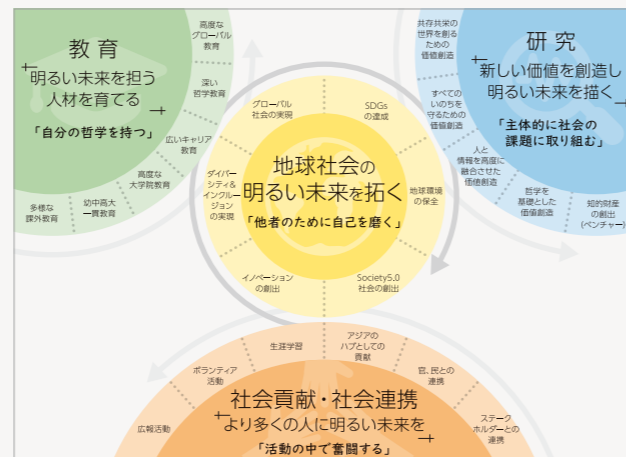 教育
明るい未来を担う
人材を育てる
「自分の哲学を持つ」
高度な
グローバル
教育
深い
哲学教育
広いキャリア
教育
高度な
大学院教育
幼中高大
一貫教育
多様な
課外教育
研究
新しい価値を創造し
明るい未来を描く
「主体的に社会の
課題に取り組む」
共存共栄の
世界を創る
ための
価値創造
すべての
いのちを
守るための
価値創造
人と
情報を高度に
融合させた
価値創造
哲学を
基礎とした
価値創造
知的財産
の創出
(ベンチャー)
地球社会の
明るい未来を拓く
「他者のために自己を磨く」
グローバル
社会の実現
SDGs
の達成
ダイバー
シティ&
インクルー
ジョン
の実現
地球環境
の保全
イノベーション
の創出
Society5.0
社会の創出
社会貢献・社会連携
より多くの人に明るい未来を
「活動の中で奮闘する」
広報活動
ボランティア
活動
生涯学習
アジアの
ハブとしての
貢献
官、民との
連携
ステーク
ホルダーとの
連携